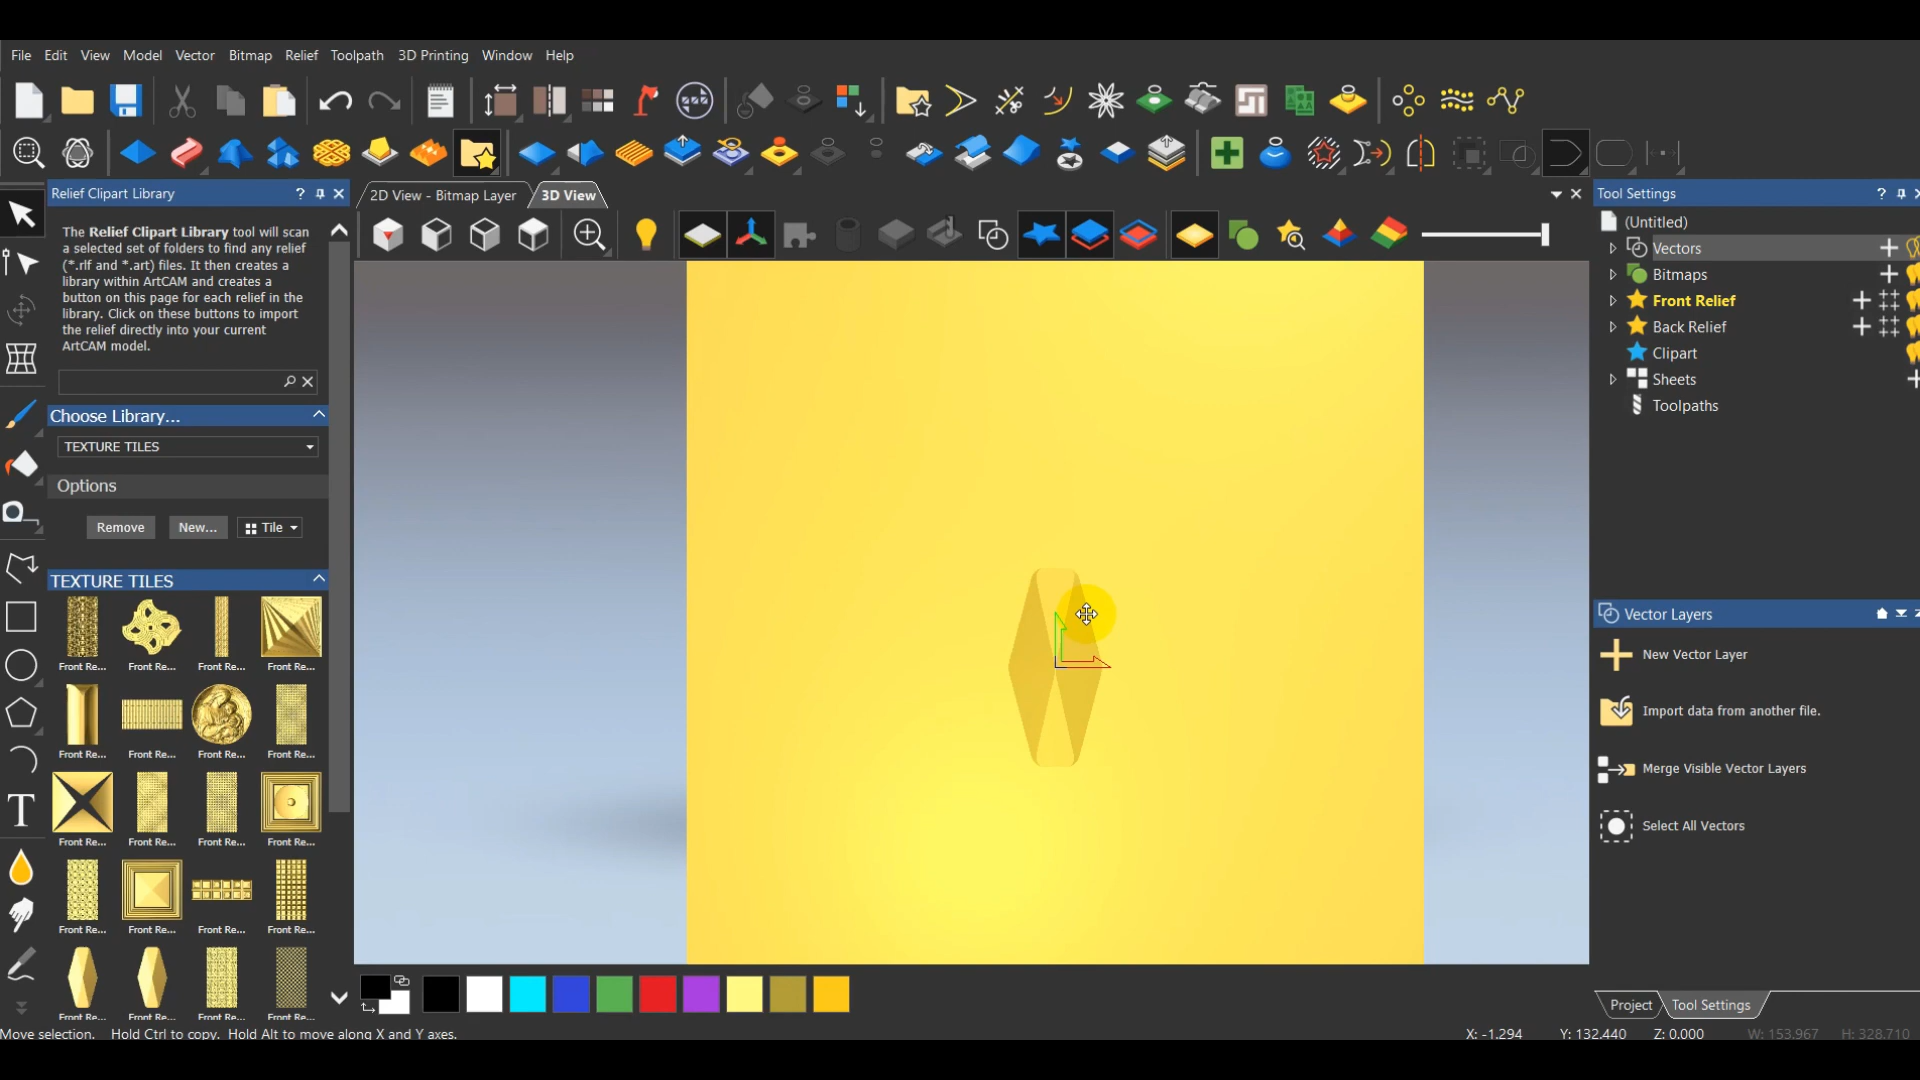 File Edit View Model Vector Bitmap Relief Toolpath 3D Printing Window Help
Relief Clipart Library
The Relief Clipart Library tool will scan
a selected set of folders to find any relief
(*.rlf and *.art) files. It then creates a
library within ArtCAM and creates a
button on this page for each relief in the
library. Click on these buttons to import
the relief directly into your current
ArtCAM model.
Choose Library...
TEXTURE TILES
Options
Remove New... Tile
TEXTURE TILES
Front Re... Front Re... Front Re... Front Re...
Front Re... Front Re... Front Re... Front Re...
Front Re... Front Re... Front Re... Front Re...
Front Re... Front Re... Front Re... Front Re...
Front Re... Front Re... Front Re... Front Re...
2D View - Bitmap Layer 3D View
Tool Settings
(Untitled)
Vectors
Bitmaps
Front Relief
Back Relief
Clipart
Sheets
Toolpaths
Vector Layers
New Vector Layer
Import data from another file.
Merge Visible Vector Layers
Select All Vectors
Project Tool Settings
Move selection. Hold Ctrl to copy. Hold Alt to move along X and Y axes.
X: -1.294 Y: 132.440 Z: 0.000 W: 153.967 H: 328.710